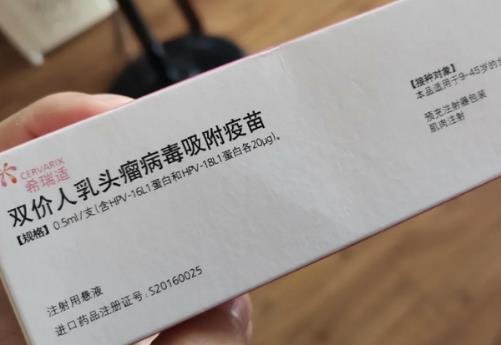 CERVARIX
希瑞适
双价人乳头瘤病毒吸附疫苗
【规格】0.5ml/支(含HPV-16L1蛋白和HPV-18L1蛋白各20μg)。
注射用悬液
进口药品注册证号：S20160025
【接种对象】
本品适用于9-45岁的
预充注射器包装
肌肉注射